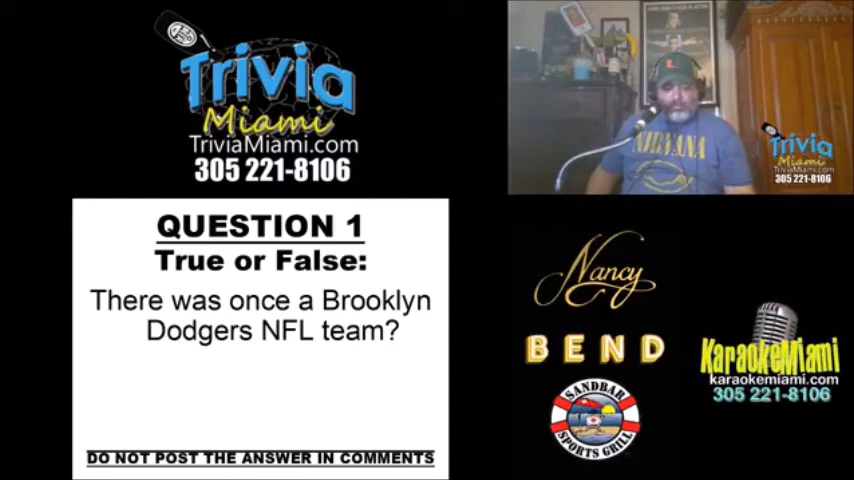 Trivia
Miami
TriviaMiami.com
305 221-8106
QUESTION 1
True or False:
There was once a Brooklyn
Dodgers NFL team?
DO NOT POST THE ANSWER IN COMMENTS
NIRVANA
Trivia
Miami
TriviaMiami.com
305 221-8106
Nancy
BEND
SANDBAR
SPORTS GRILL
KaraokeMiami
karaokemiami.com
305 221-8106